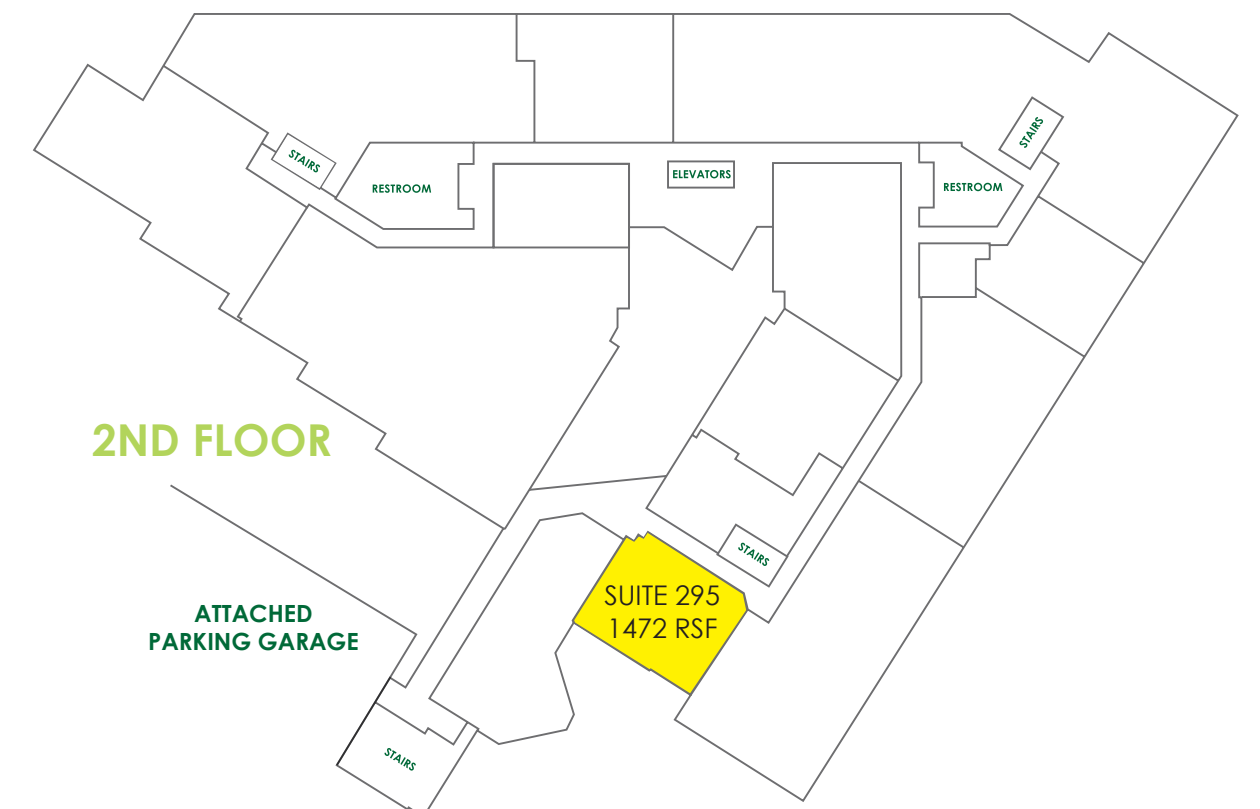 STAIRS
STAIRS
RESTROOM
ELEVATORS
RESTROOM
2ND FLOOR
STAIRS
SUITE 295
1472 RSF
ATTACHED
PARKING GARAGE
STAIRS